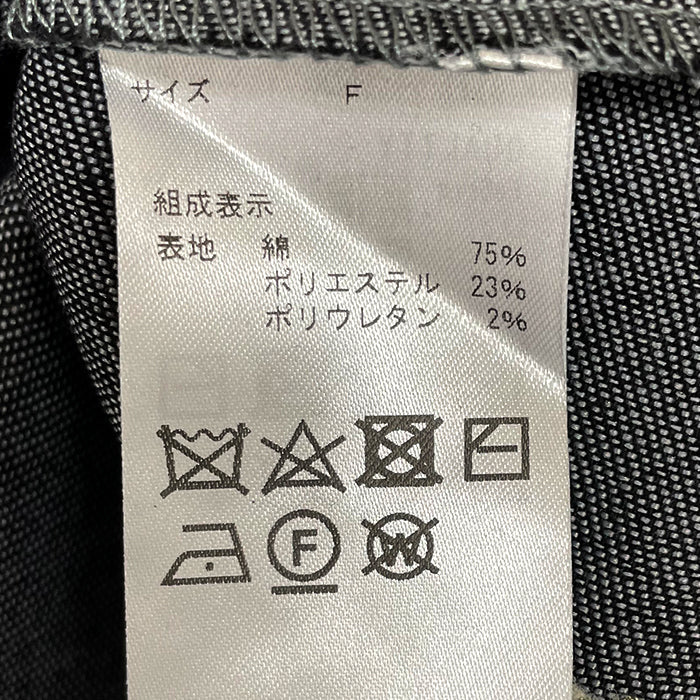 サイズ F
組成表示
表地 綿 75%
ポリエステル 23%
ポリウレタン 2%
F W